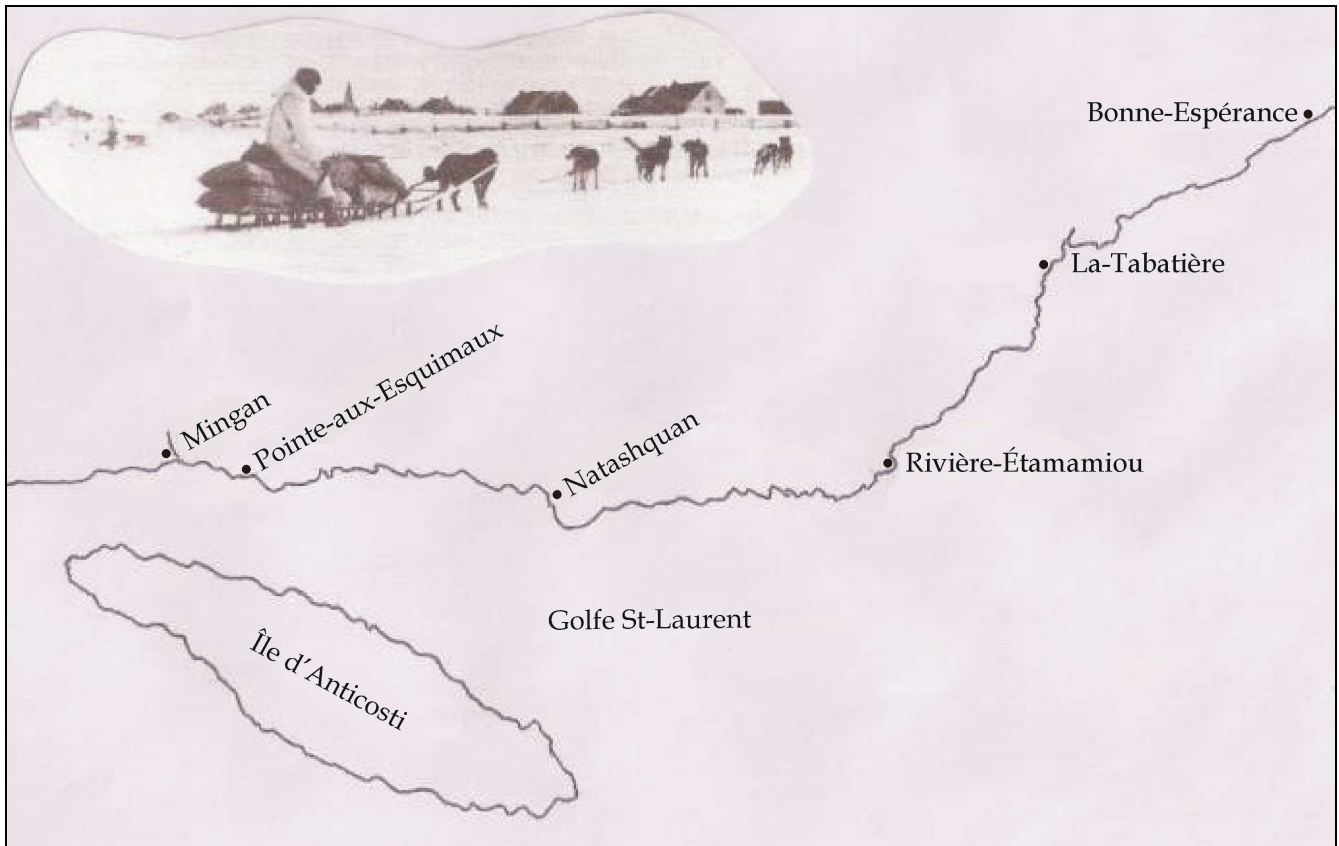 Bonne-Espérance
La-Tabatière
Mingan
Pointe-aux-Esquimaux
Natashquan
Rivière-Étamamiou
Golfe St-Laurent
Île d'Anticosti